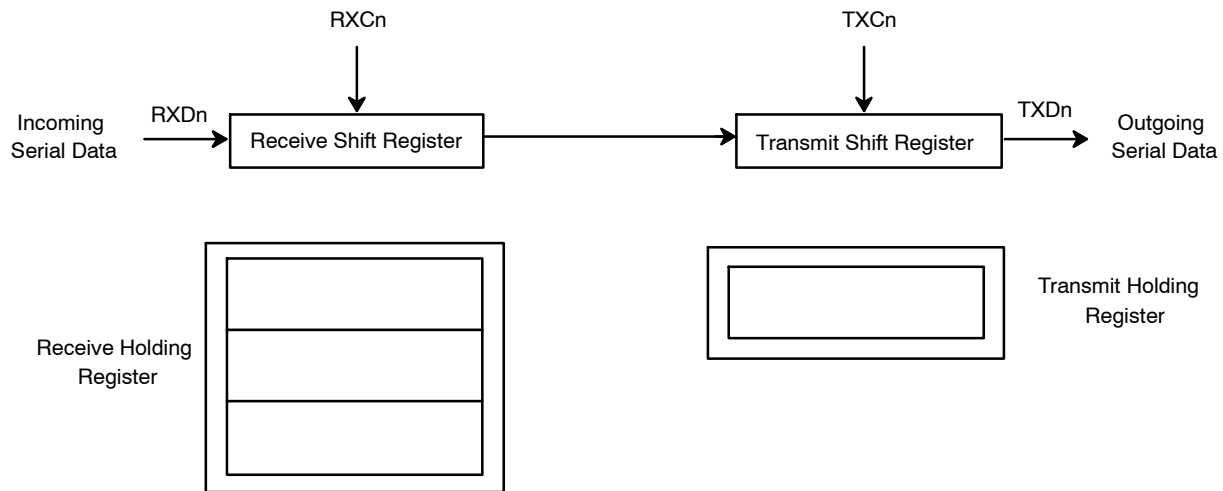 RXCn
TXCn
RXDn
TXDn
Incoming
Serial Data
Receive Shift Register
Transmit Shift Register
Outgoing
Serial Data
Receive Holding
Register
Transmit Holding
Register